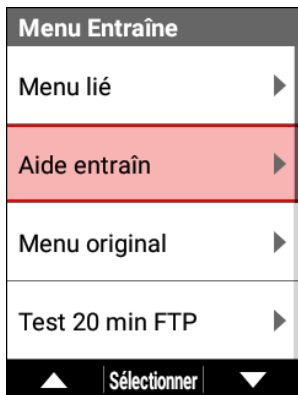 Menu Entraîne
Menu lié
Aide entraîn
Menu original
Test 20 min FTP
Sélectionner